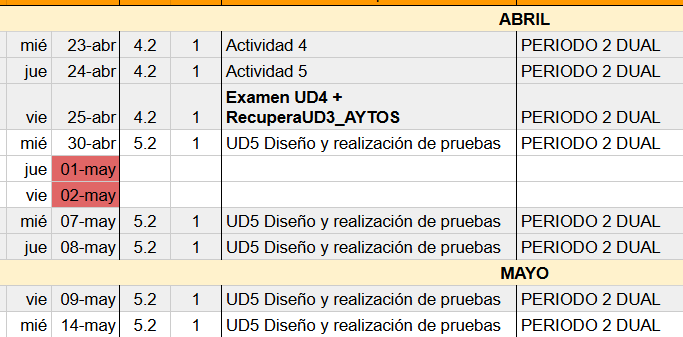 ABRIL
mié 23-abr 4.2 1 Actividad 4 PERIODO 2 DUAL
jue 24-abr 4.2 1 Actividad 5 PERIODO 2 DUAL
Examen UD4 +
vie 25-abr 4.2 1 RecuperaUD3_AYTOS PERIODO 2 DUAL
mié 30-abr 5.2 1 UD5 Diseño y realización de pruebas PERIODO 2 DUAL
jue 01-may
vie 02-may
mié 07-may 5.2 1 UD5 Diseño y realización de pruebas PERIODO 2 DUAL
jue 08-may 5.2 1 UD5 Diseño y realización de pruebas PERIODO 2 DUAL
MAYO
vie 09-may 5.2 1 UD5 Diseño y realización de pruebas PERIODO 2 DUAL
mié 14-may 5.2 1 UD5 Diseño y realización de pruebas PERIODO 2 DUAL